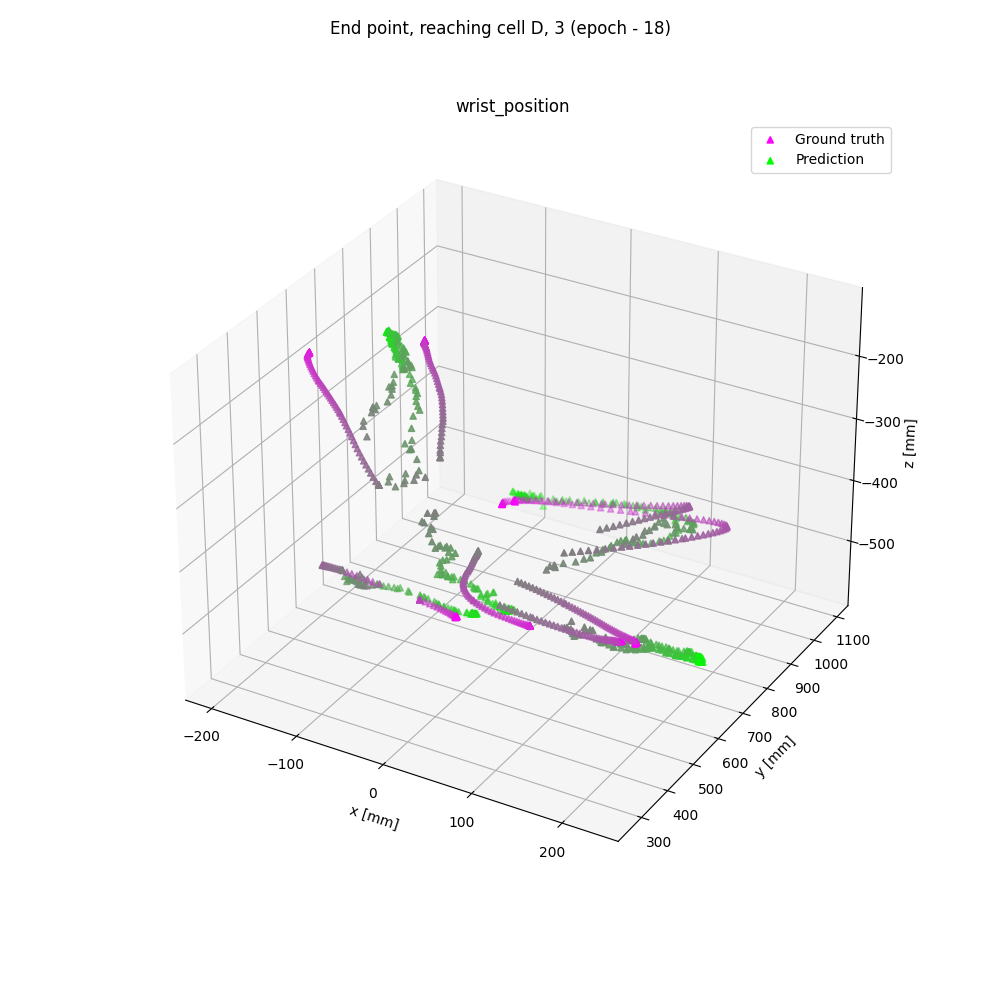 End point, reaching cell D, 3 (epoch - 18)
wrist_position
Ground truth
Prediction
−200
−300
−400
−500
z [mm]
1100
1000
900
800
700
600
500
400
300
y [mm]
−200
−100
0
100
200
x [mm]